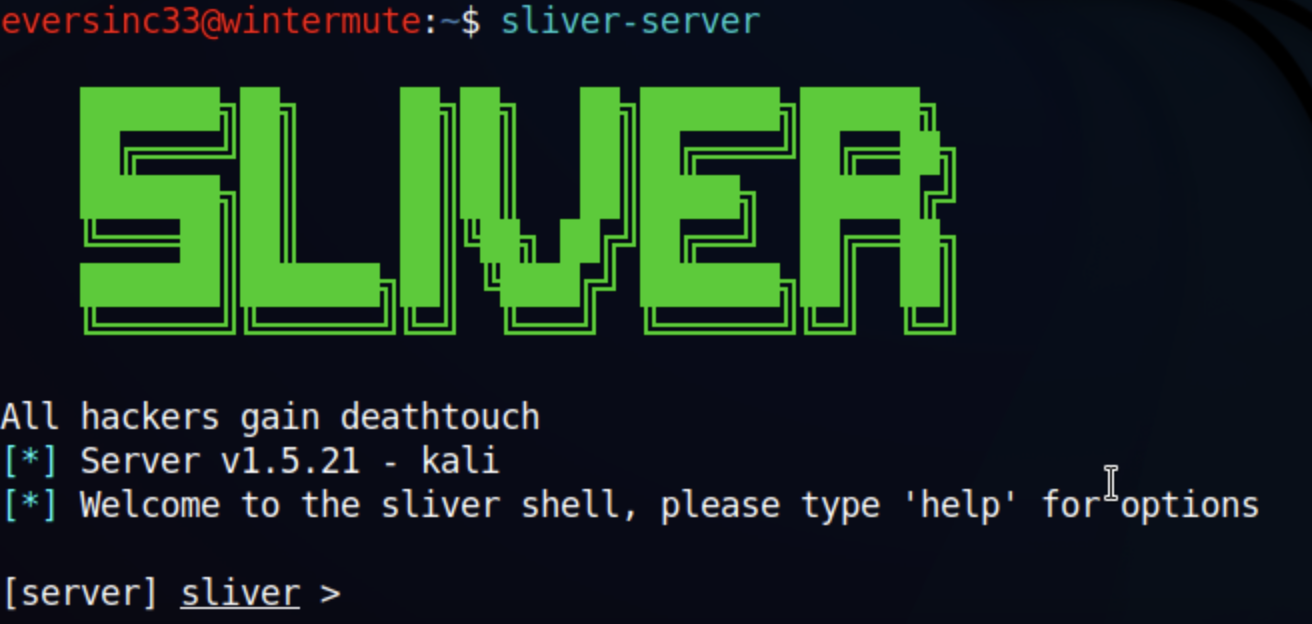 eversinc33@wintermute:~$ sliver-server
SLIVER
All hackers gain deathtouch
[*] Server v1.5.21 - kali
[*] Welcome to the sliver shell, please type 'help' for options
[server] sliver >